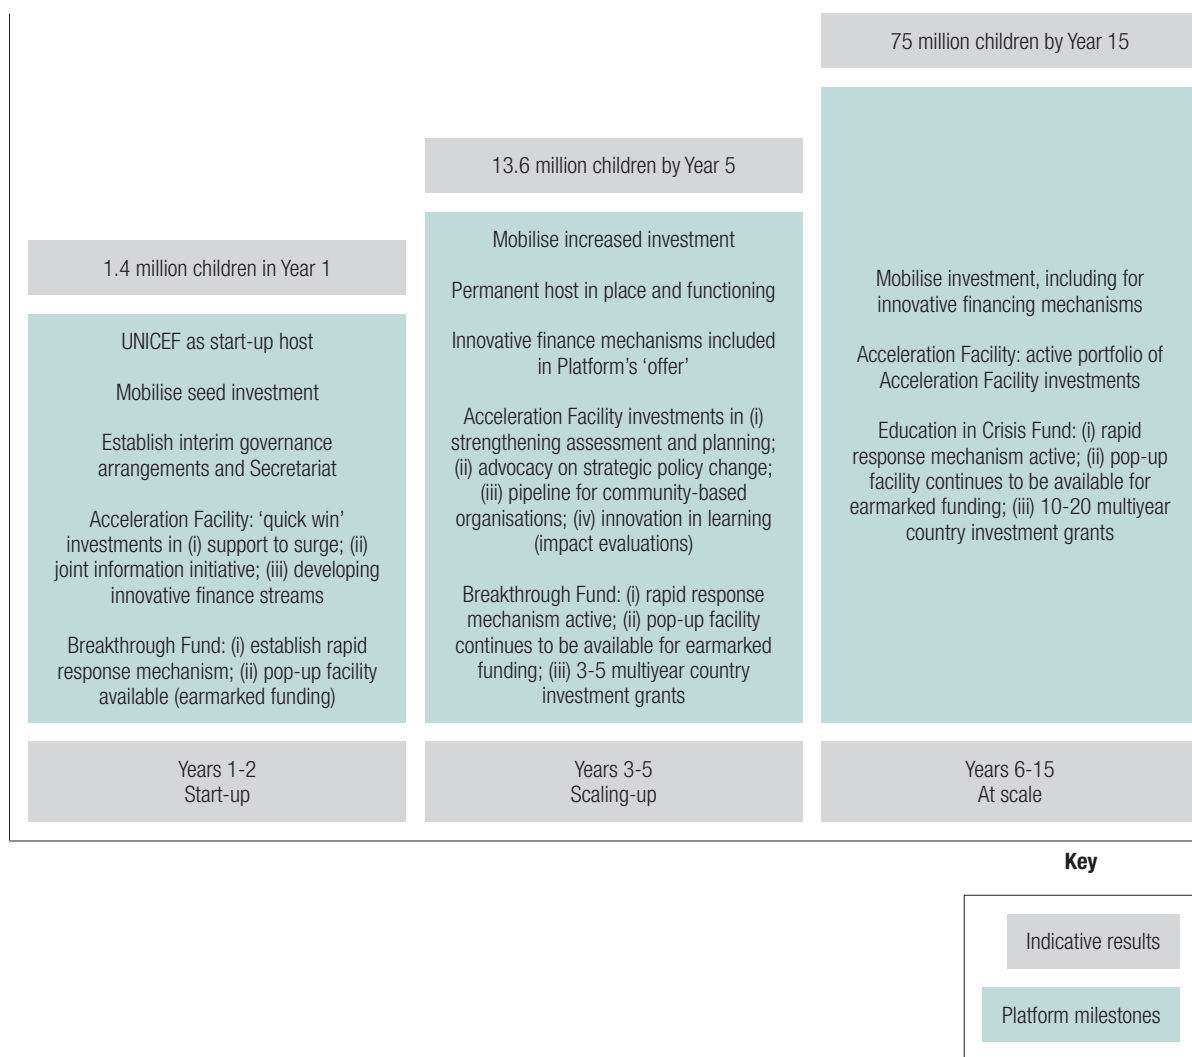 1.4 million children in Year 1
UNICEF as start-up host
Mobilise seed investment
Establish interim governance
arrangements and Secretariat
Acceleration Facility: ‘quick win’
investments in (i) support to surge; (ii)
joint information initiative; (iii) developing
innovative finance streams
Breakthrough Fund: (i) establish rapid
response mechanism; (ii) pop-up facility
available (earmarked funding)
Years 1-2
Start-up
13.6 million children by Year 5
Mobilise increased investment
Permanent host in place and functioning
Innovative finance mechanisms included
in Platform’s ‘offer’
Acceleration Facility investments in (i)
strengthening assessment and planning;
(ii) advocacy on strategic policy change;
(iii) pipeline for community-based
organisations; (iv) innovation in learning
(impact evaluations)
Breakthrough Fund: (i) rapid response
mechanism active; (ii) pop-up facility
continues to be available for earmarked
funding; (iii) 3-5 multiyear country
investment grants
Years 3-5
Scaling-up
75 million children by Year 15
Mobilise investment, including for
innovative financing mechanisms
Acceleration Facility: active portfolio of
Acceleration Facility investments
Education in Crisis Fund: (i) rapid
response mechanism active; (ii) pop-up
facility continues to be available for
earmarked funding; (iii) 10-20 multiyear
country investment grants
Years 6-15
At scale
Key
Indicative results
Platform milestones